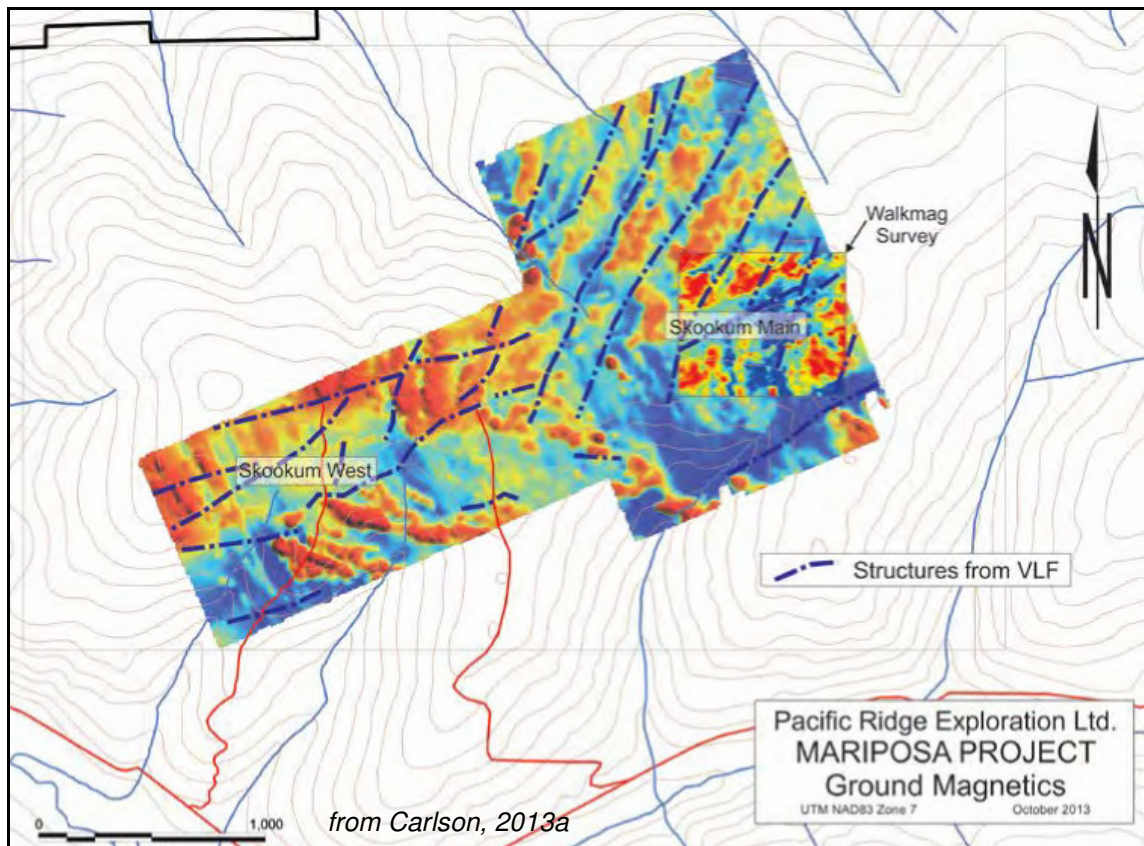 Walkmag
Survey
N
Skookum Main
Skookum West
Structures from VLF
Pacific Ridge Exploration Ltd.
MARIPOSA PROJECT
Ground Magnetics
UTM NAD83 Zone 7 October 2013
0 1,000
from Carlson, 2013a